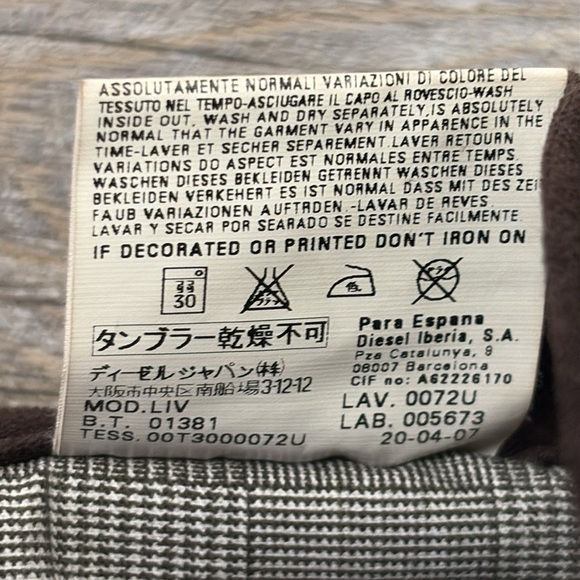 ASSOLUTAMENTE NORMALI VARIAZIONI DI COLORE DEL
TESSUTO NEL TEMPO-ASCIUGARE IL CAPO AL ROVESCIO-WASH
INSIDE OUT, WASH AND DRY SEPARATELY,IS ABSOLUTELY
NORMAL THAT THE GARMENT VARY IN APPARENCE IN THE
TIME-LAVER ET SECHER SEPAREMENT.LAVER RETOURN
VARIATIONS DO ASPECT EST NORMALES ENTRE TEMPS.
WASCHEN DIESES BEKLEIDEN GETRENNT WASCHEN DIESES
BEKLEIDEN VERKEHERT ES IST NORMAL DASS MIT DES ZEI
FAUB VARIAZIONEN AUFTRDEN.-LAVAR DE REVES.
LAVAR Y SECAR POR SEARADO SE DESTINE FACILMENTE.
IF DECORATED OR PRINTED DON'T IRON ON
弱
30
タンブラー乾燥不可
ディーゼルジャパン(株)
大阪市中央区南船場3-12-12
MOD.LIV
B.T. 01381
TESS. 00T3000072U
Para Espana
Diesel Iberia, S.A.
Pza Catalunya, 9
08007 Barcelona
CIF no: A62226170
LAV. 0072U
LAB. 005673
20-04-07